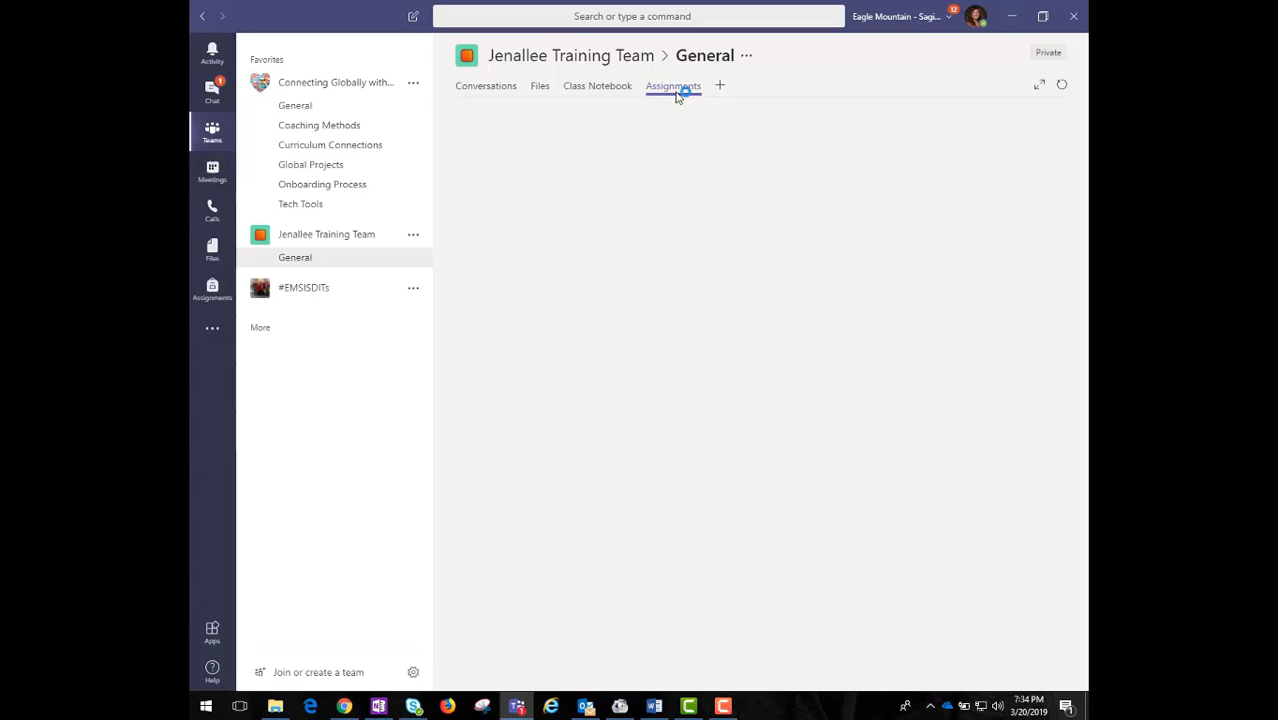 Search or type a command
Eagle Mountain - Sagi...
12
Activity
Chat
1
Teams
Meetings
Calls
Files
Assignments
Apps
Help
Favorites
Connecting Globally with...
General
Coaching Methods
Curriculum Connections
Global Projects
Onboarding Process
Tech Tools
Jenallee Training Team
General
#EMSISDITs
More
Join or create a team
Jenallee Training Team > General
Private
Conversations Files Class Notebook Assignments
7:34 PM
3/20/2019